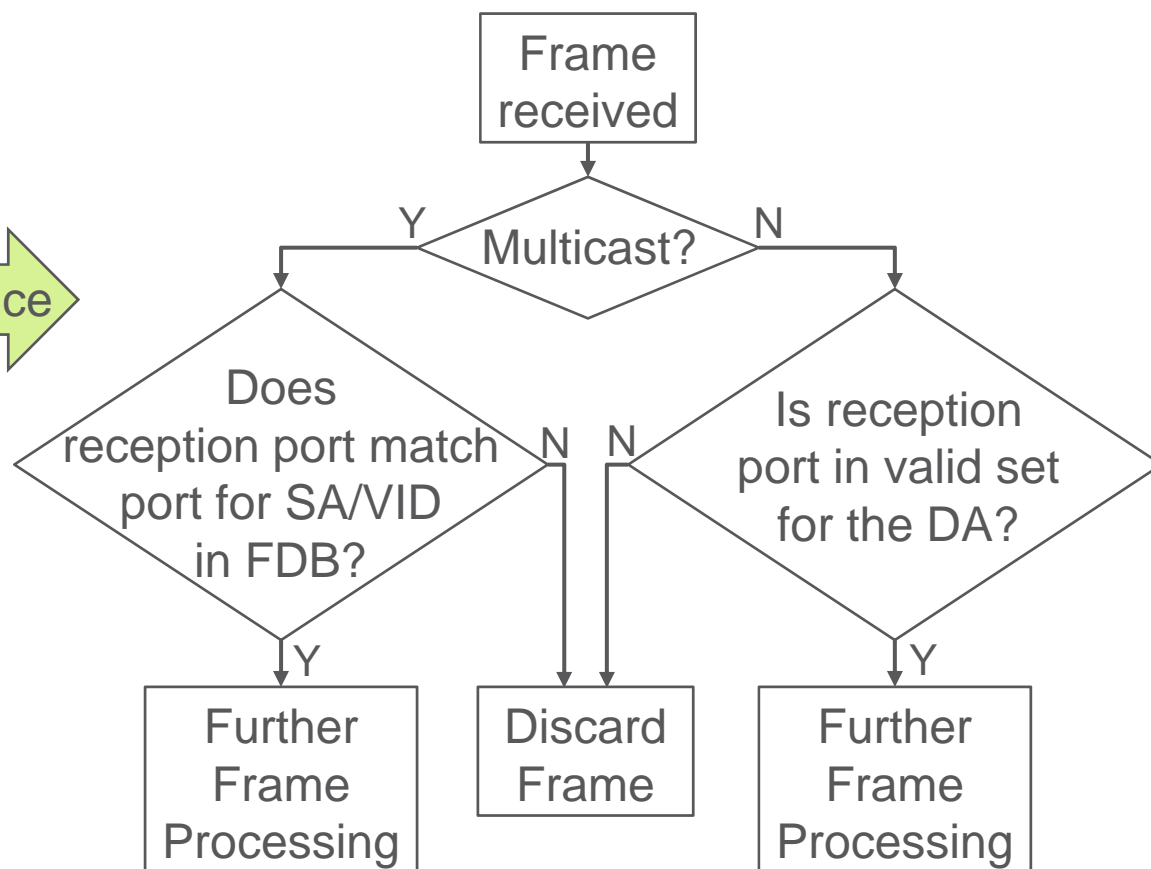 Frame
received
Y
N
Multicast?
ce
Does
reception port match
port for SA/VID
in FDB?
N
N
Is reception
port in valid set
for the DA?
Y
Y
Further
Frame
Processing
Discard
Frame
Further
Frame
Processing